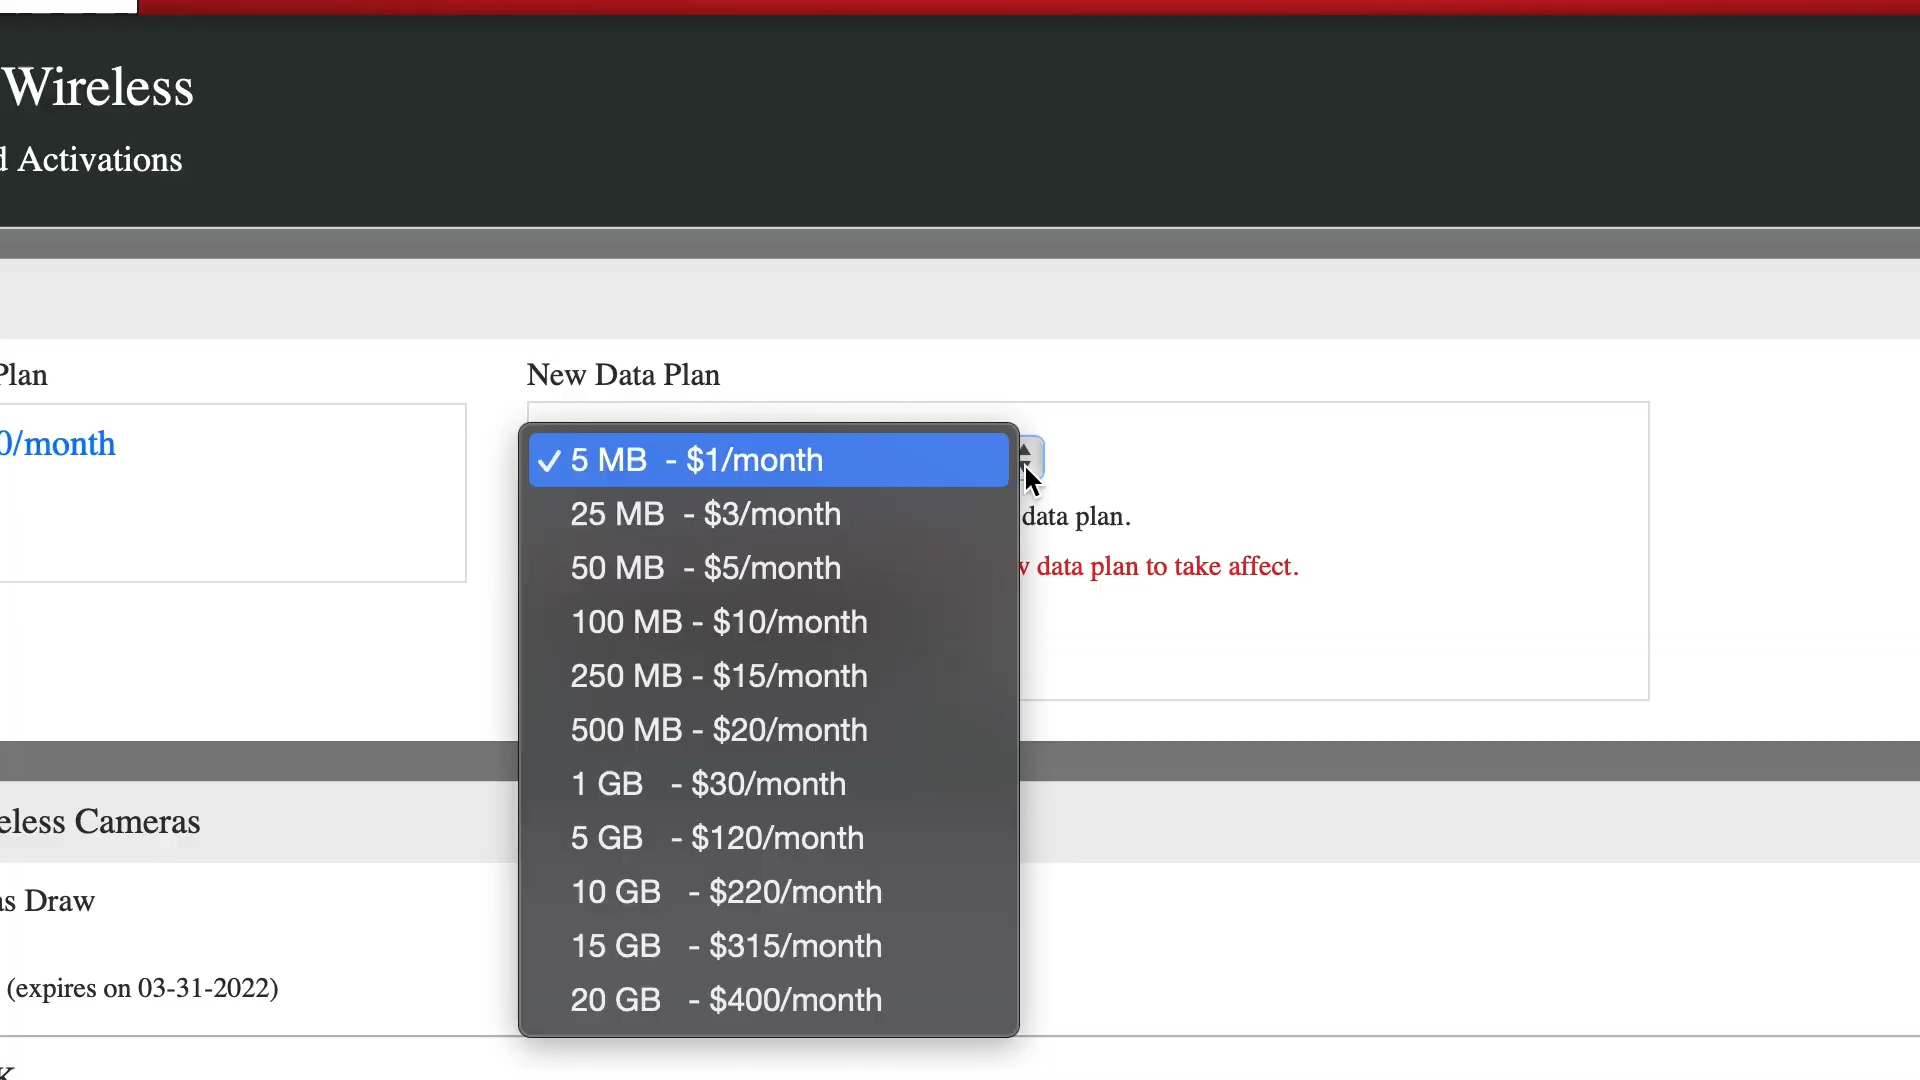 Wireless
d Activations
Plan
New Data Plan
0/month
✓ 5 MB - $1/month
25 MB - $3/month
data plan.
50 MB - $5/month
data plan to take affect.
100 MB - $10/month
250 MB - $15/month
500 MB - $20/month
1 GB - $30/month
eless Cameras
5 GB - $120/month
as Draw
10 GB - $220/month
15 GB - $315/month
(expires on 03-31-2022)
20 GB - $400/month